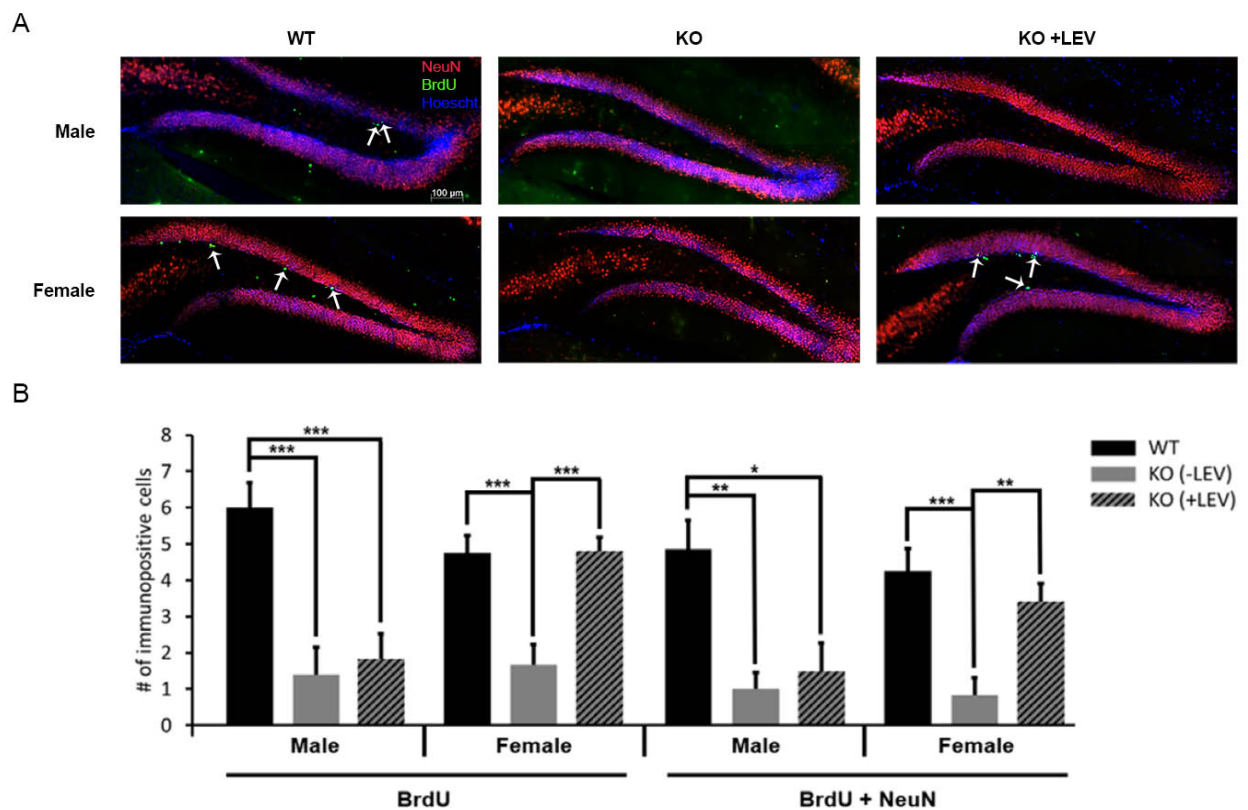 A
WT
KO
KO +LEV
Male
NeuN
BrdU
Hoescht
100 µm
Female
B
# of immunopositive cells
8
7
6
5
4
3
2
1
0
***
***
***
***
**
*
***
**
WT
KO (-LEV)
KO (+LEV)
Male
Female
Male
Female
BrdU
BrdU + NeuN